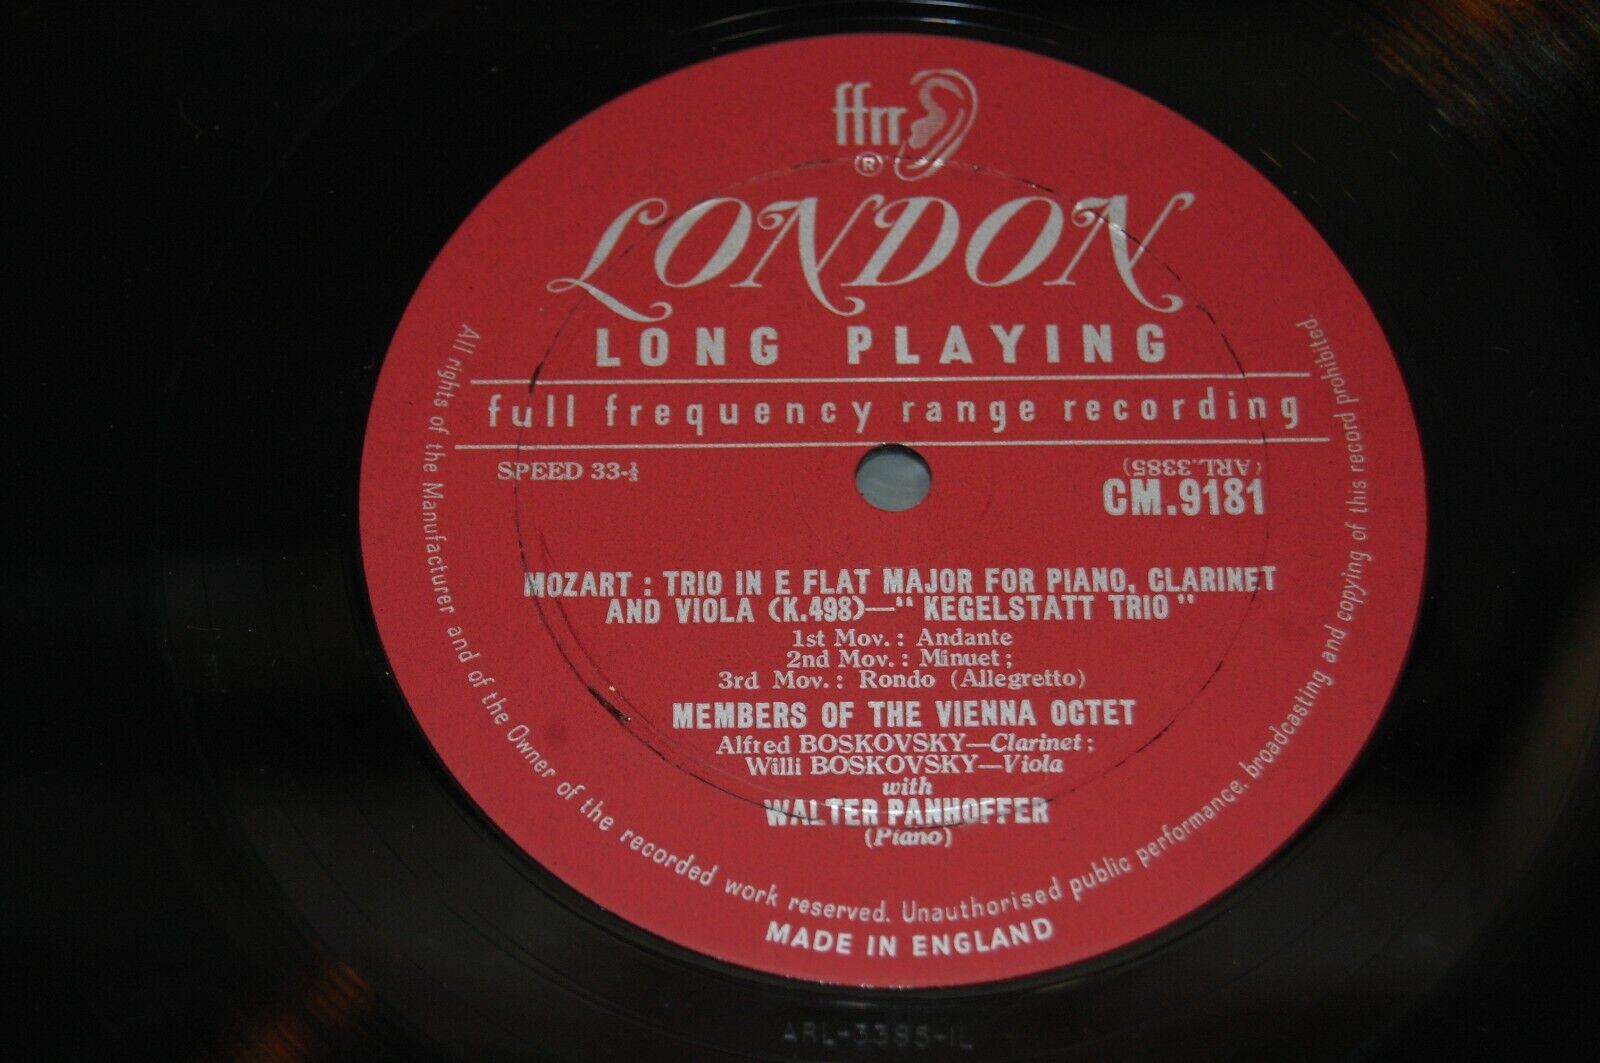 ffrr
®
LONDON
LONG PLAYING
full frequency range recording
SPEED 33-⅓
(ARL.3385)
CM.9181
MOZART : TRIO IN E FLAT MAJOR FOR PIANO, CLARINET
AND VIOLA (K.498)—“ KEGELSTATT TRIO ”
1st Mov. : Andante
2nd Mov. : Minuet ;
3rd Mov. : Rondo (Allegretto)
MEMBERS OF THE VIENNA OCTET
Alfred BOSKOVSKY—Clarinet ;
Willi BOSKOVSKY—Viola
with
WALTER PANHOFFER
(Piano)
All rights of the Manufacturer and of the Owner of the recorded work reserved. Unauthorised public performance, broadcasting and copying of this record prohibited.
MADE IN ENGLAND
ARL-3385-1L